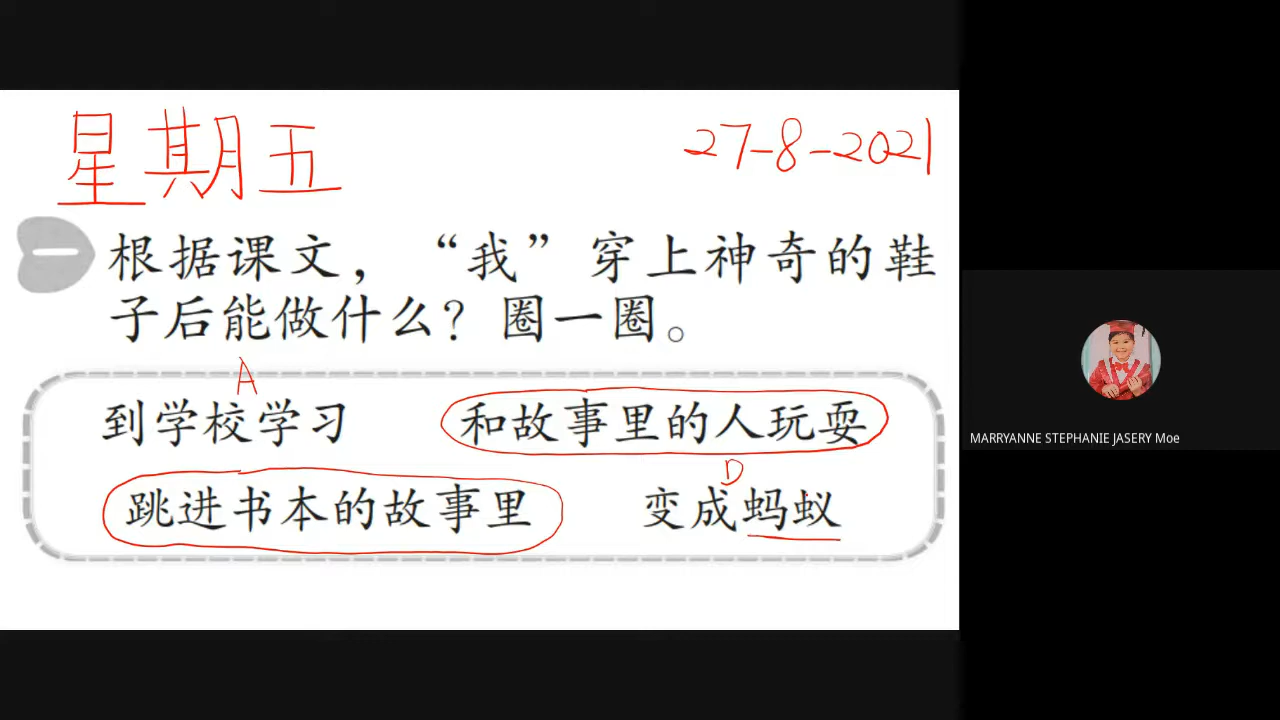 星期五 27-8-2021
一 根据课文，“我”穿上神奇的鞋
子后能做什么？圈一圈。
A
到学校学习 和故事里的人玩耍
D
跳进书本的故事里 变成蚂蚁
MARRYANNE STEPHANIE JASERY Moe